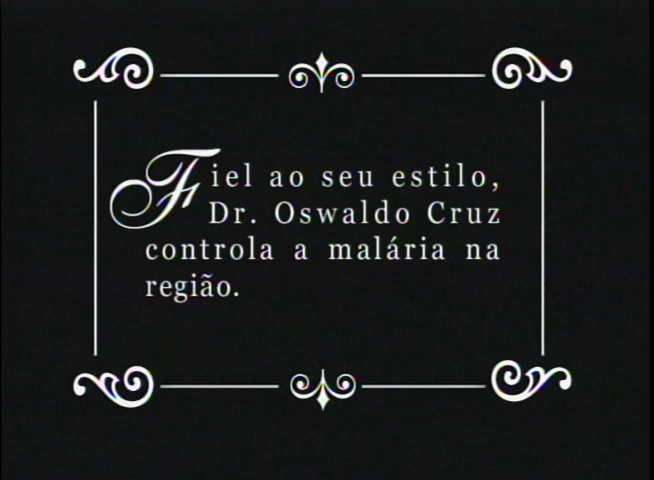 Fiel ao seu estilo,
Dr. Oswaldo Cruz
controla a malária na
região.